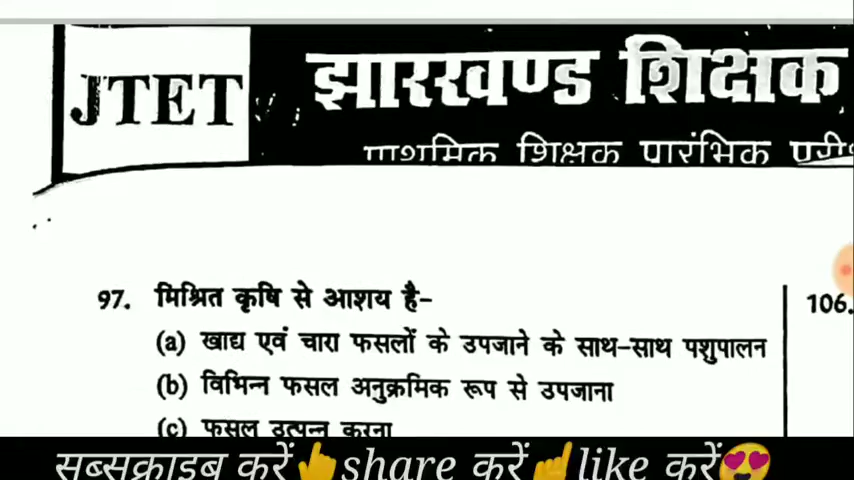 JTET
झारखण्ड शिक्षक
प्राथमिक शिक्षक प्रारंभिक
97. मिश्रित कृषि से आशय है-
(a) खाद्य एवं चारा फसलों के उपजाने के साथ-साथ पशुपालन
(b) विभिन्न फसल अनुक्रमिक रूप से उपजाना
(c) फसल उत्पन्न करना
106.
सब्सक्राइब करें👆share करें☝like करें😍